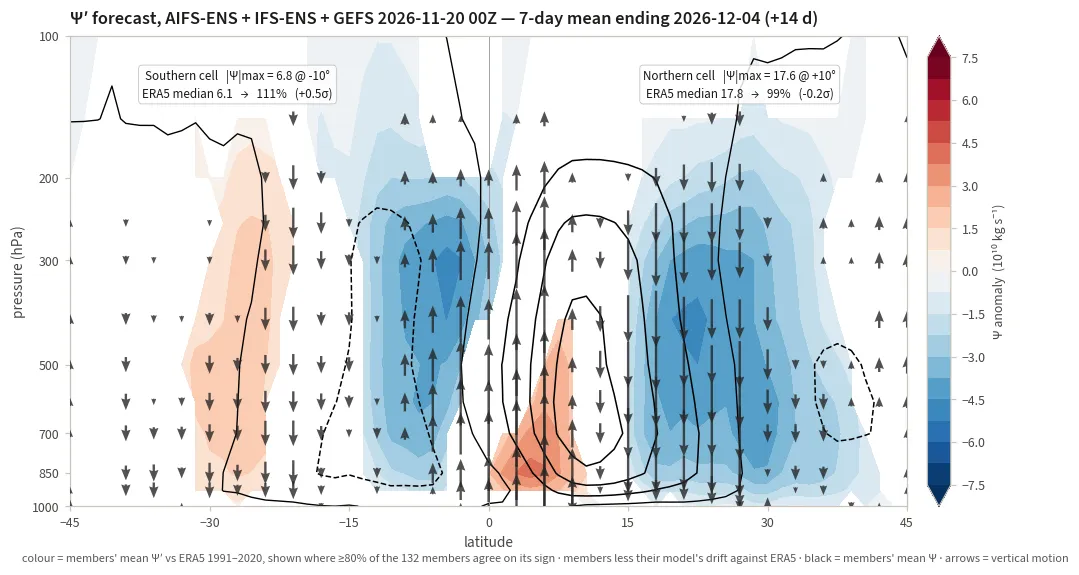 Ψ′ forecast, AIFS-ENS + IFS-ENS + GEFS 2026-11-20 00Z — 7-day mean ending 2026-12-04 (+14 d)
Southern cell |Ψ|max = 6.8 @ -10°
ERA5 median 6.1 → 111% (+0.5σ)
Northern cell |Ψ|max = 17.6 @ +10°
ERA5 median 17.8 → 99% (-0.2σ)
pressure (hPa)
100
200
300
500
700
850
1000
−45
−30
−15
0
15
30
45
latitude
7.5
6.0
4.5
3.0
1.5
0.0
−1.5
−3.0
−4.5
−6.0
−7.5
Ψ anomaly (10¹⁰ kg s⁻¹)
colour = members' mean Ψ′ vs ERA5 1991–2020, shown where ≥80% of the 132 members agree on its sign · members less their model's drift against ERA5 · black = members' mean Ψ · arrows = vertical motion